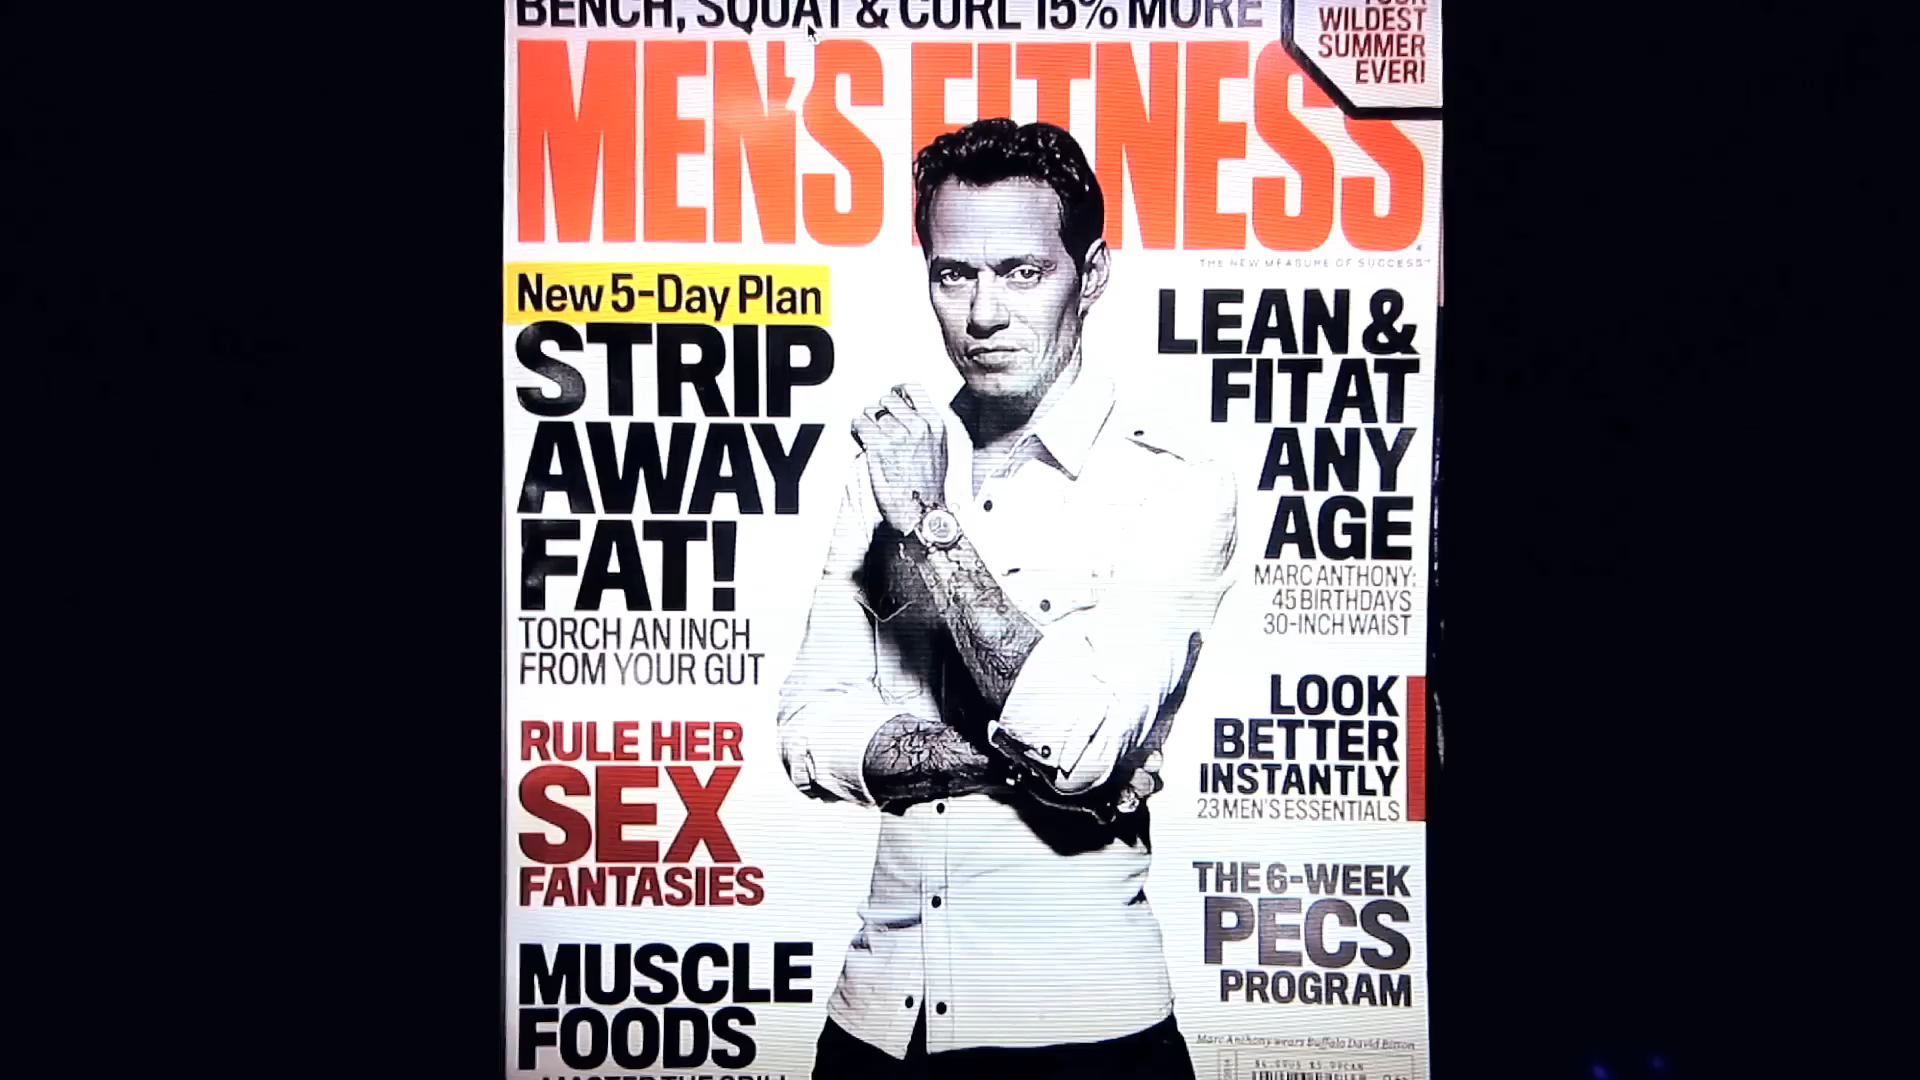 BENCH, SQUAT & CURL 15% MORE
YOUR
WILDEST
SUMMER
EVER!
MEN'S FITNESS
THE NEW MEASURE OF SUCCESS™
New 5-Day Plan
STRIP
AWAY
FAT!
TORCH AN INCH
FROM YOUR GUT
RULE HER
SEX
FANTASIES
MUSCLE
FOODS
LEAN &
FIT AT
ANY
AGE
MARC ANTHONY:
45 BIRTHDAYS
30-INCH WAIST
LOOK
BETTER
INSTANTLY
23 MEN'S ESSENTIALS
THE 6-WEEK
PECS
PROGRAM
Marc Anthony wears Buffalo David Bitton